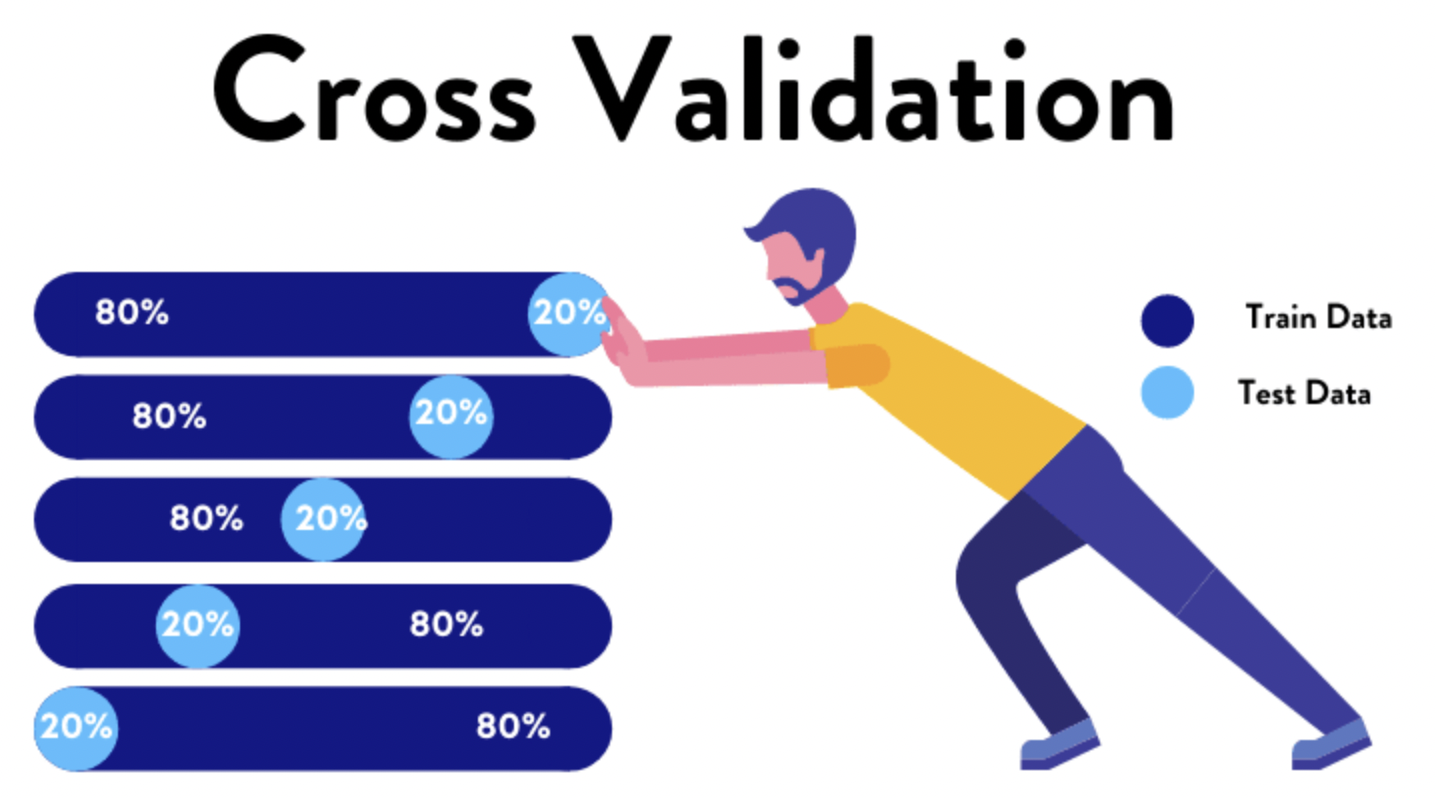 Cross Validation
80% 20%
80% 20%
80% 20%
20% 80%
20% 80%
Train Data
Test Data